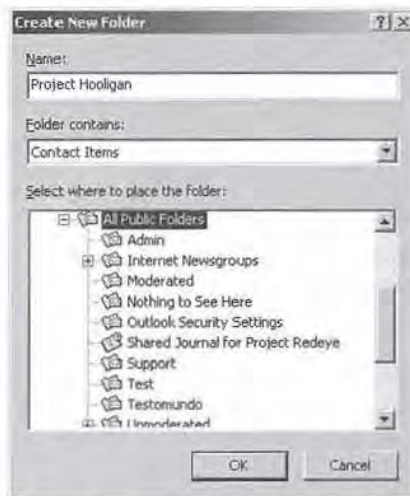 Create New Folder
Name:
Project Hooligan
Folder contains:
Contact Items
Select where to place the folder:
All Public Folders
Admin
Internet Newsgroups
Moderated
Nothing to See Here
Outlook Security Settings
Shared Journal for Project Redeye
Support
Test
Testomundo
Unmoderated
OK
Cancel